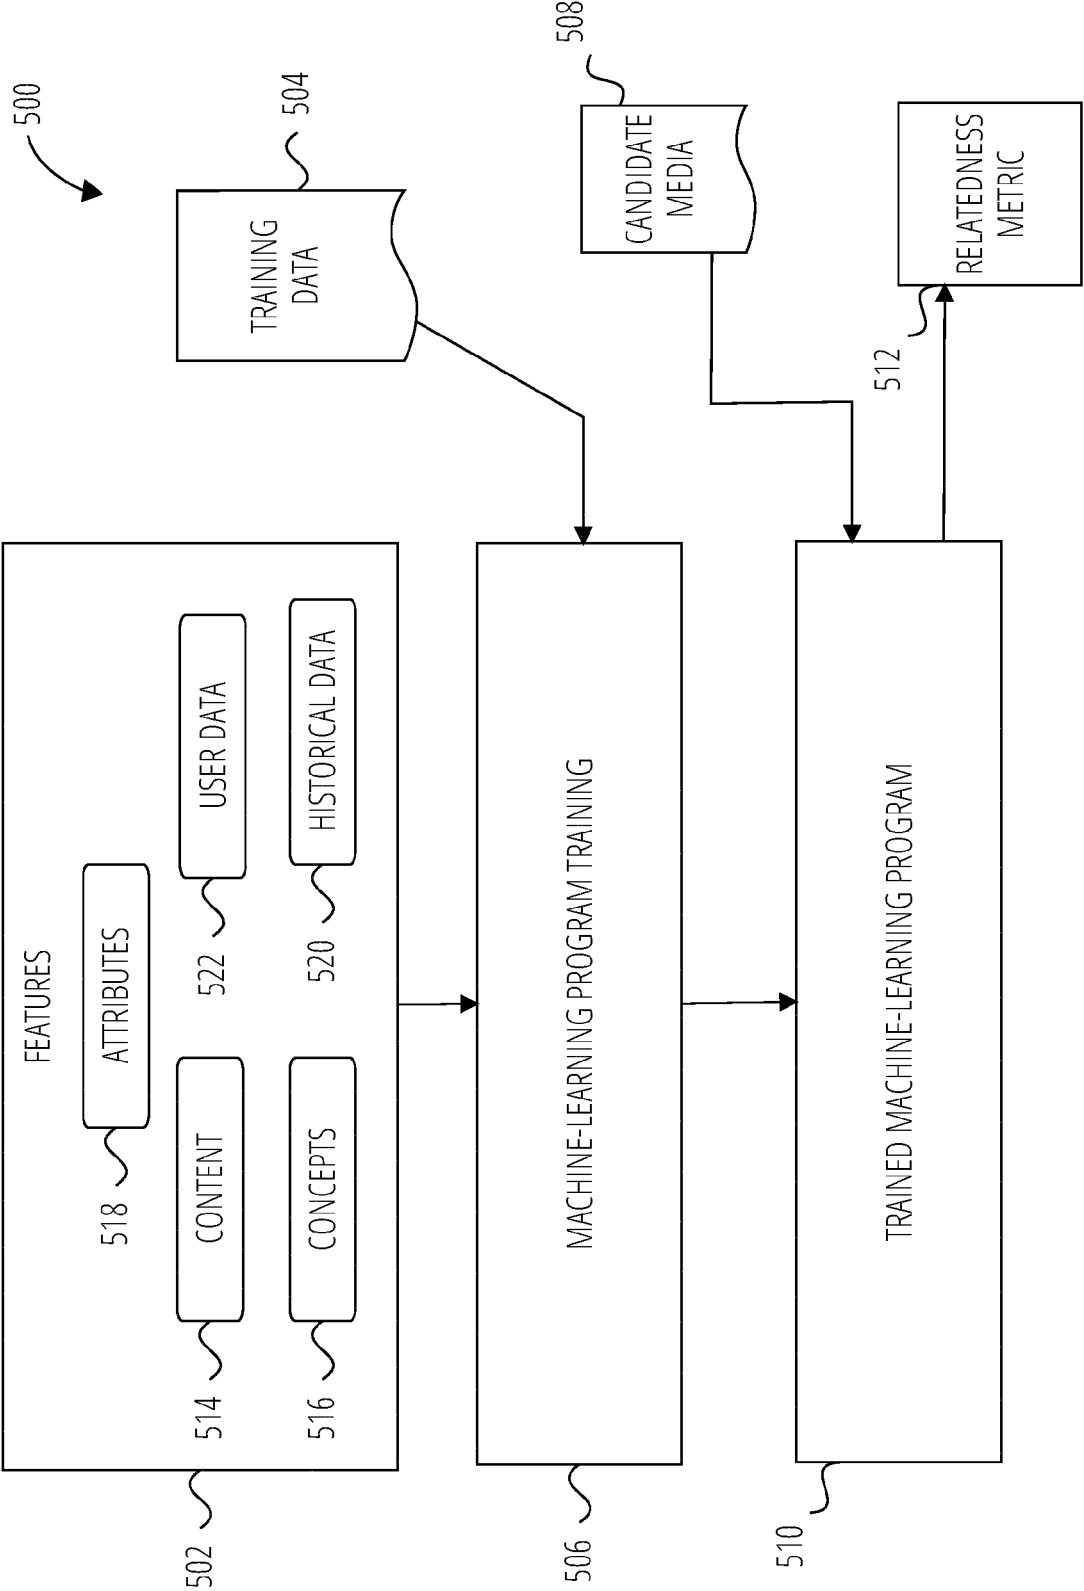 500
FEATURES
ATTRIBUTES
518
CONTENT
514
USER DATA
522
CONCEPTS
516
HISTORICAL DATA
520
502
TRAINING
DATA
504
MACHINE-LEARNING PROGRAM TRAINING
506
CANDIDATE
MEDIA
508
TRAINED MACHINE-LEARNING PROGRAM
510
RELATEDNESS
METRIC
512